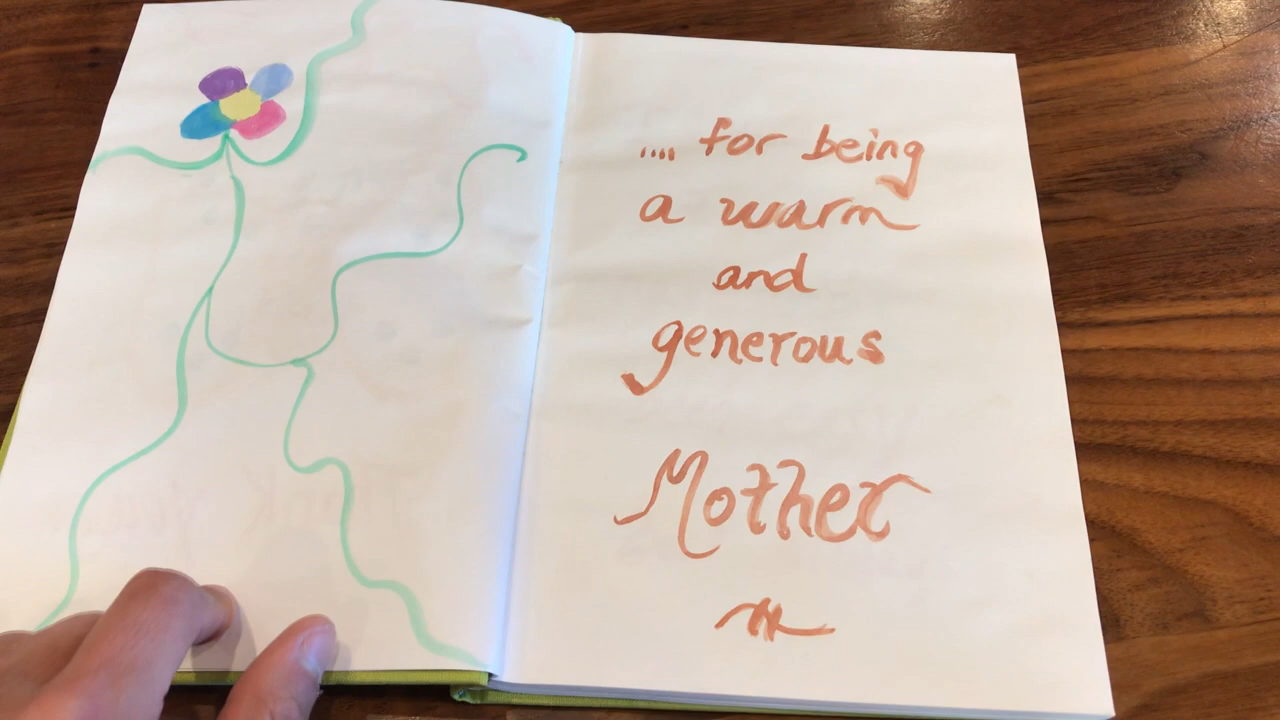 .... for being
a warm
and
generous
Mother